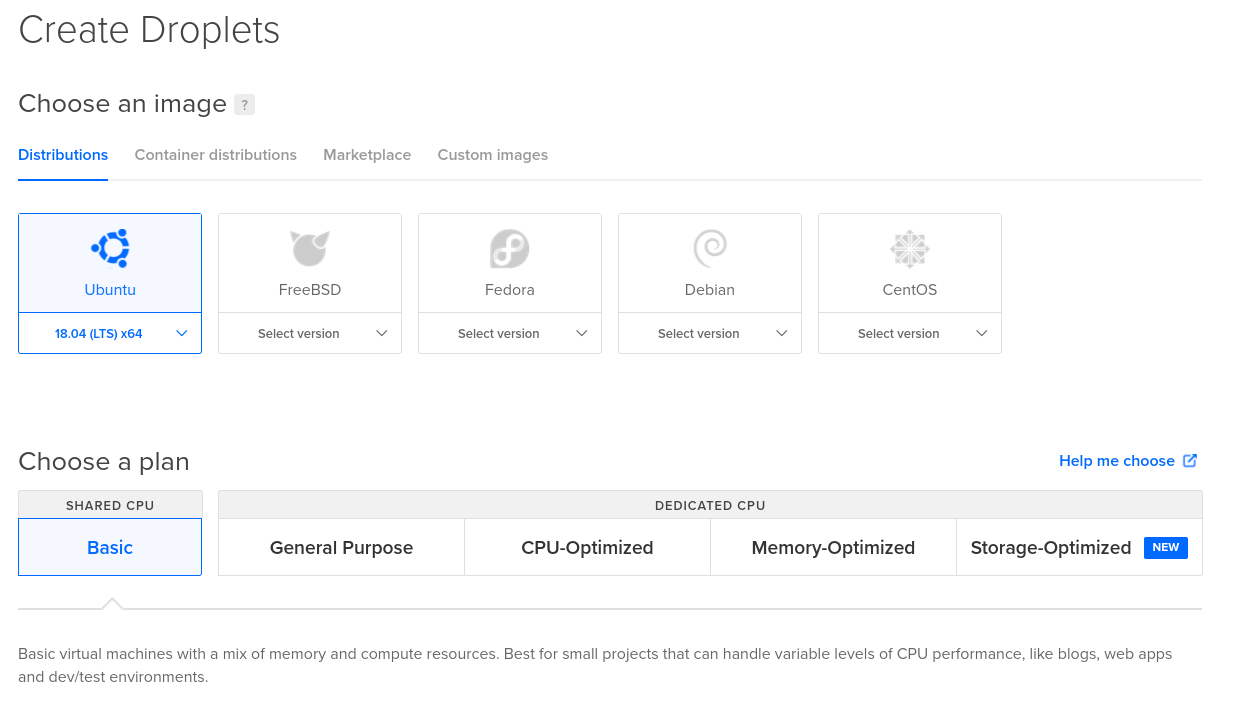 Create Droplets
Choose an image ?
Distributions Container distributions Marketplace Custom images
Ubuntu FreeBSD Fedora Debian CentOS
18.04 (LTS) x64 Select version Select version Select version Select version
Choose a plan Help me choose
SHARED CPU DEDICATED CPU
Basic General Purpose CPU-Optimized Memory-Optimized Storage-Optimized NEW
Basic virtual machines with a mix of memory and compute resources. Best for small projects that can handle variable levels of CPU performance, like blogs, web apps
and dev/test environments.